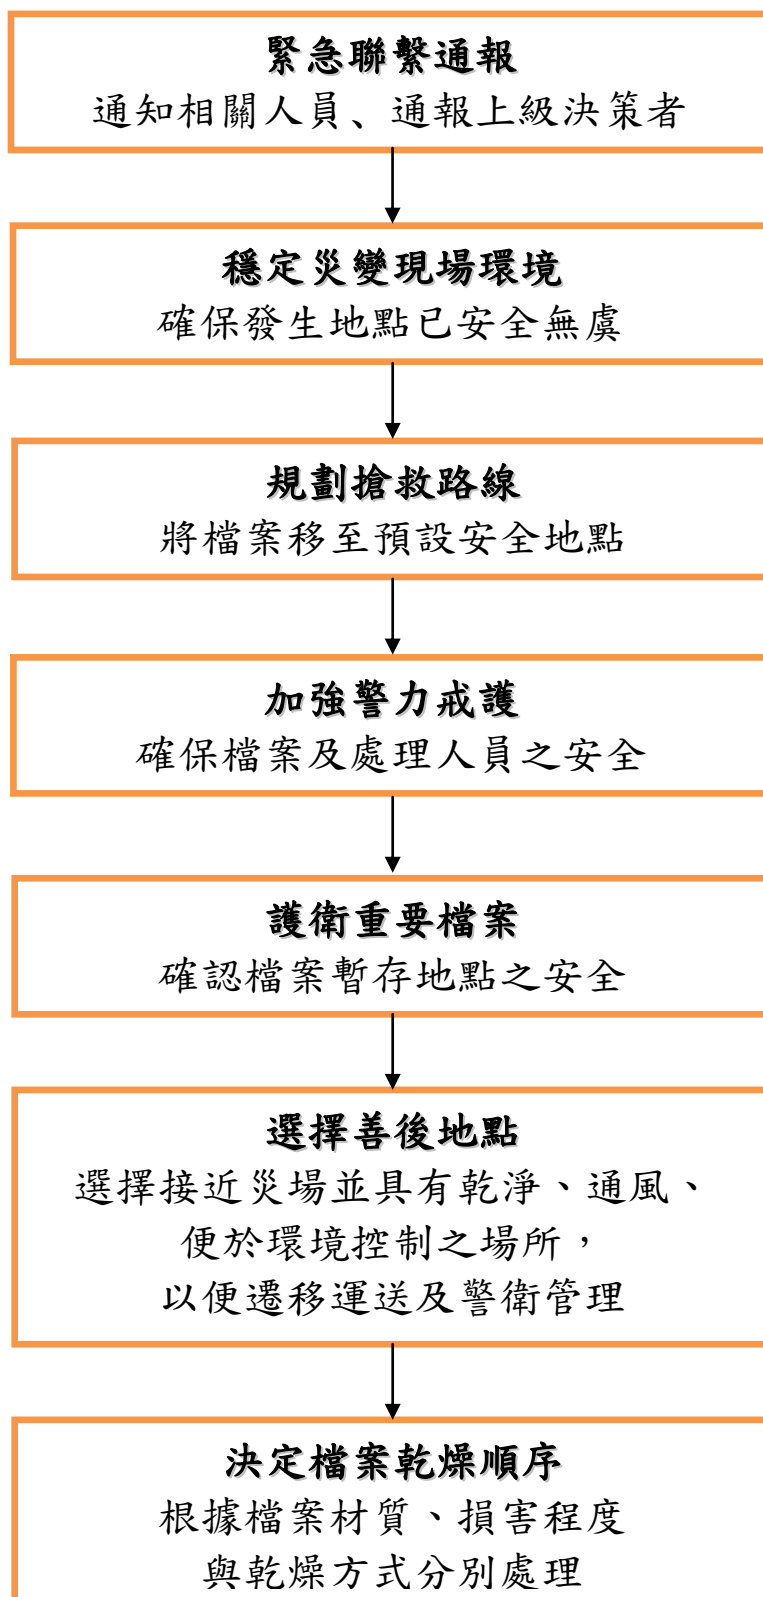 緊急聯繫通報
通知相關人員、通報上級決策者
穩定災變現場環境
確保發生地點已安全無虞
規劃搶救路線
將檔案移至預設安全地點
加強警力戒護
確保檔案及處理人員之安全
護衛重要檔案
確認檔案暫存地點之安全
選擇善後地點
選擇接近災場並具有乾淨、通風、
便於環境控制之場所，
以便遷移運送及警衛管理
決定檔案乾燥順序
根據檔案材質、損害程度
與乾燥方式分別處理